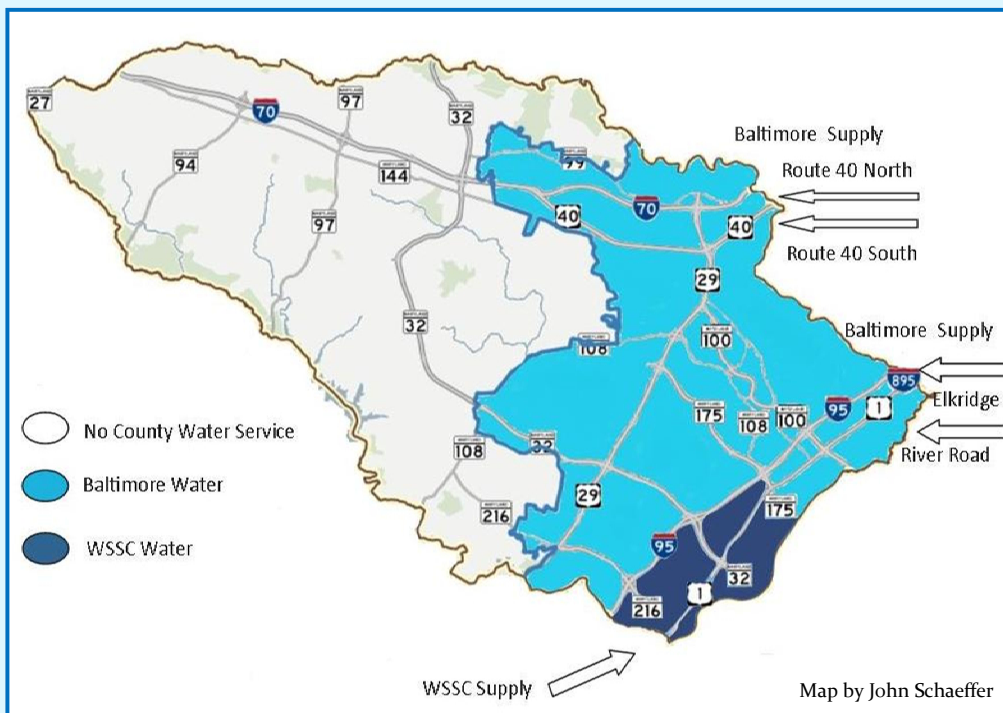 27
70
97
32
94
144
97
99
40
70
40
29
32
108
100
895
95
1
175
108
100
32
108
216
29
175
95
32
1
216
Baltimore Supply
Route 40 North
Route 40 South
Baltimore Supply
Elkridge
River Road
No County Water Service
Baltimore Water
WSSC Water
WSSC Supply
Map by John Schaeffer